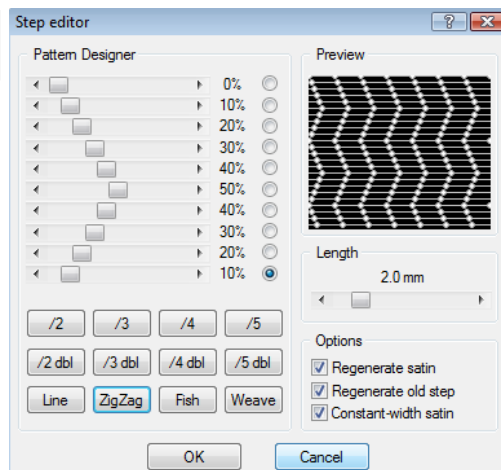 Step editor
Pattern Designer
0%
10%
20%
30%
40%
50%
40%
30%
20%
10%
/2 /3 /4 /5
/2 dbl /3 dbl /4 dbl /5 dbl
Line ZigZag Fish Weave
Preview
Length
2.0 mm
Options
Regenerate satin
Regenerate old step
Constant-width satin
OK Cancel